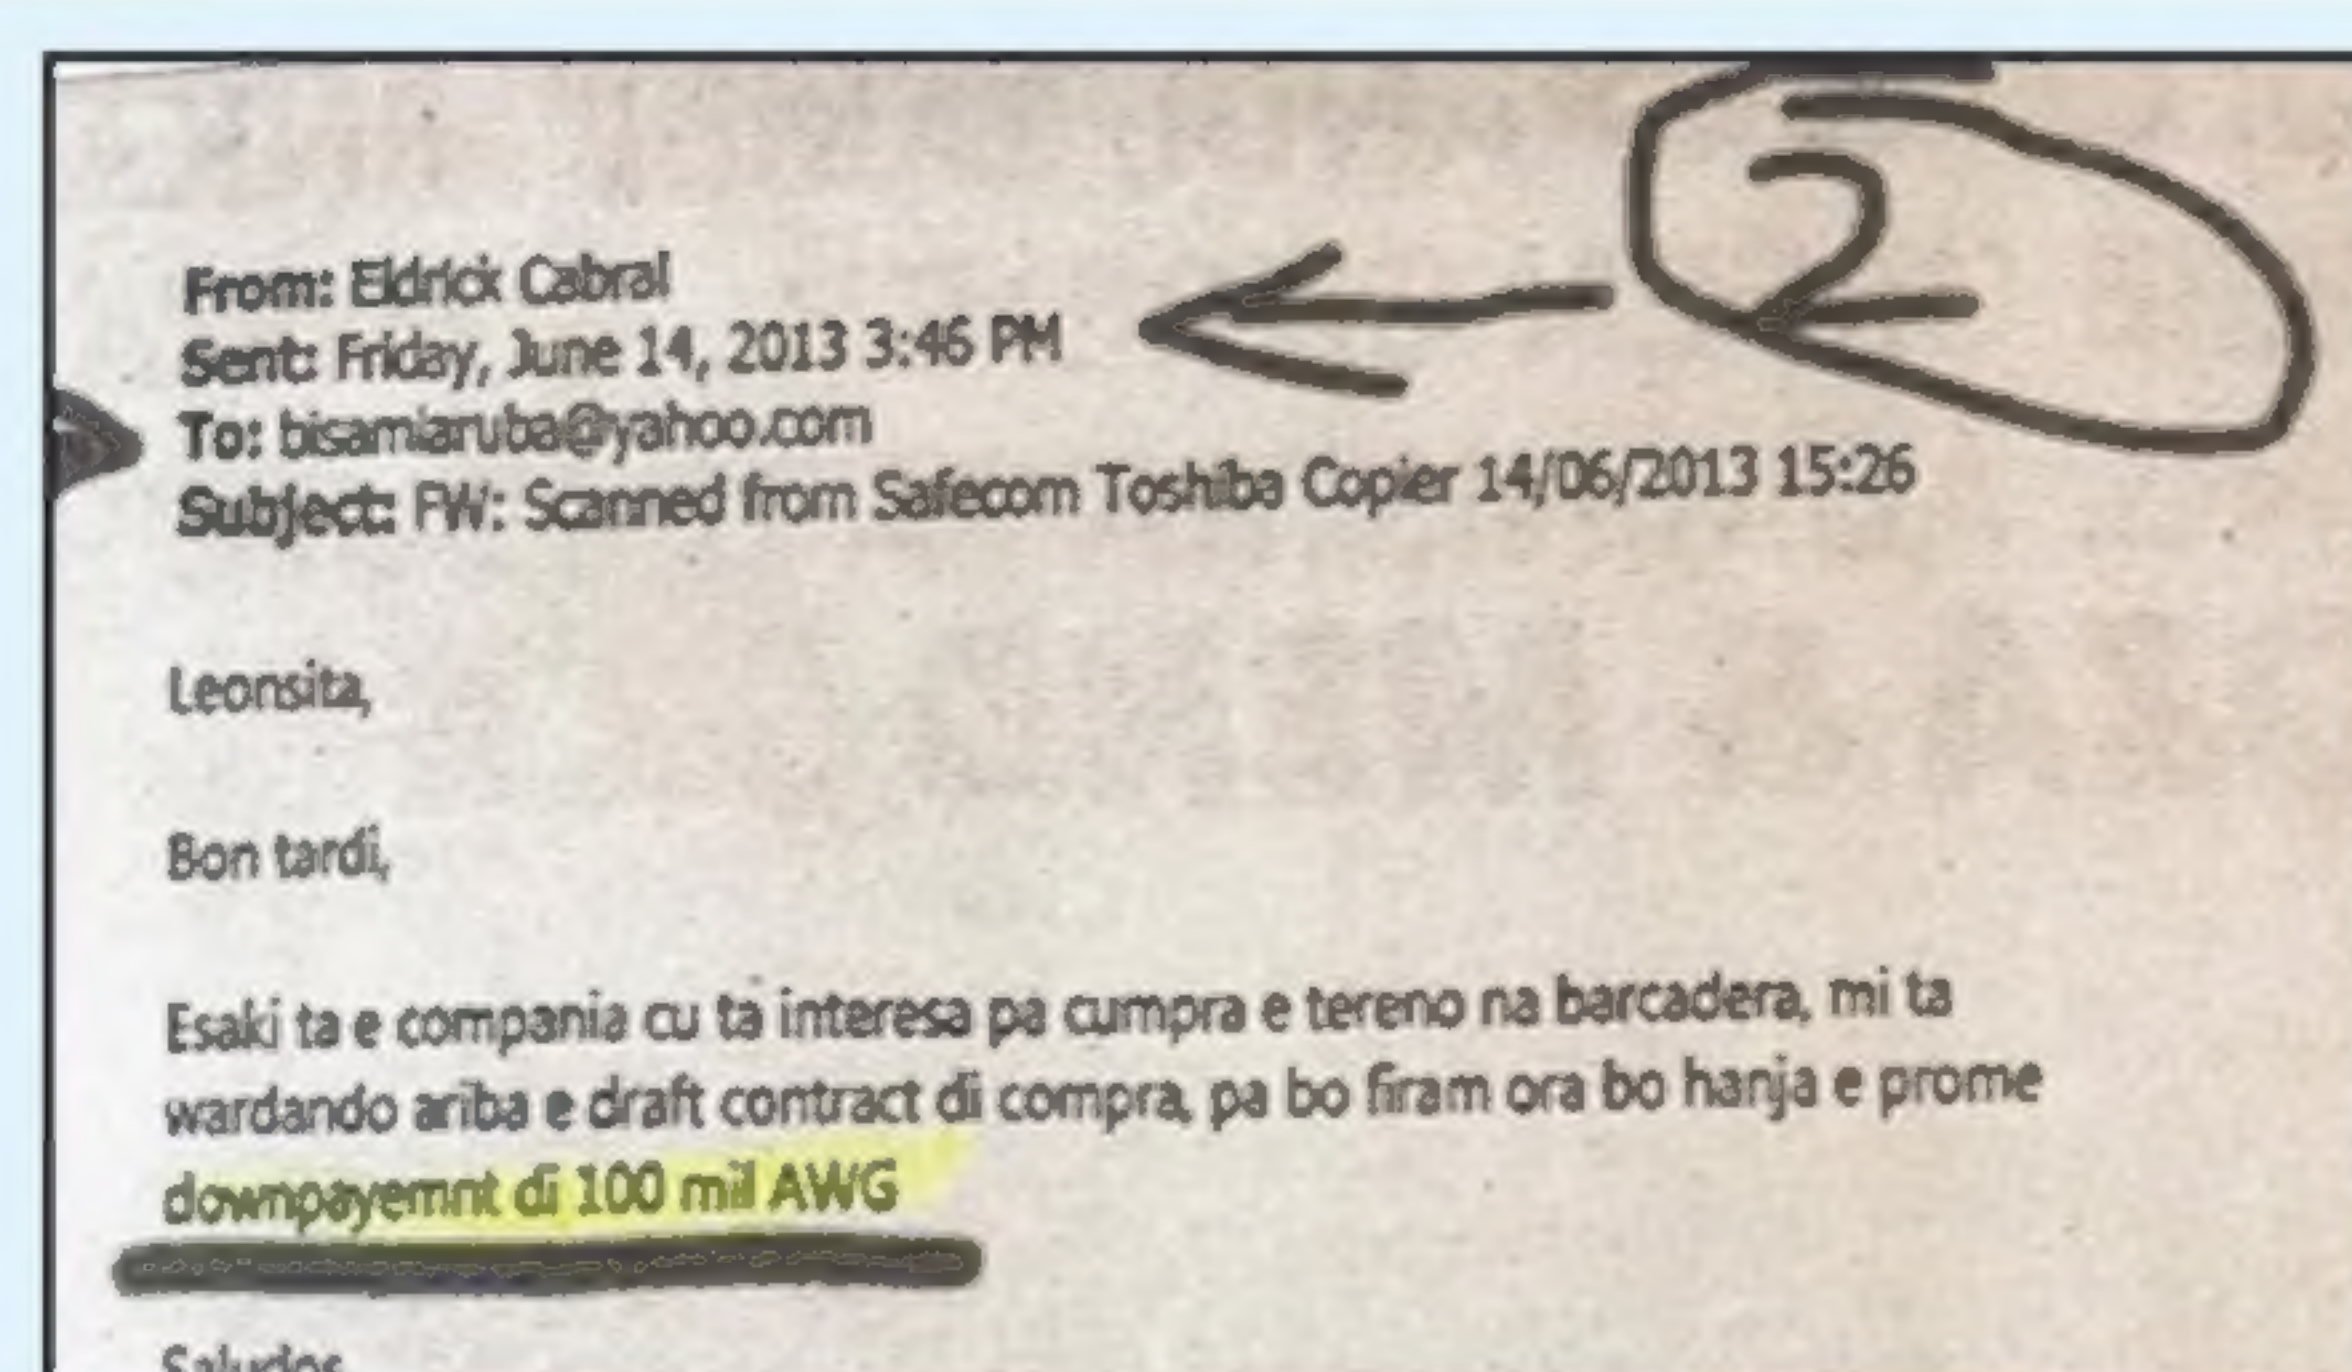 2
From: Eldrick Cabral
Sent: Friday, June 14, 2013 3:46 PM
To: bisamiaruba@yahoo.com
Subject: FW: Scanned from Safecom Toshiba Copier 14/06/2013 15:26
Leonsita,
Bon tardi,
Esaki ta e compania cu ta interesa pa cumpra e tereno na barcadera, mi ta
wardando ariba e draft contract di compra, pa bo firam ora bo hanja e prome
downpayemnt di 100 mil AWG
Saludos